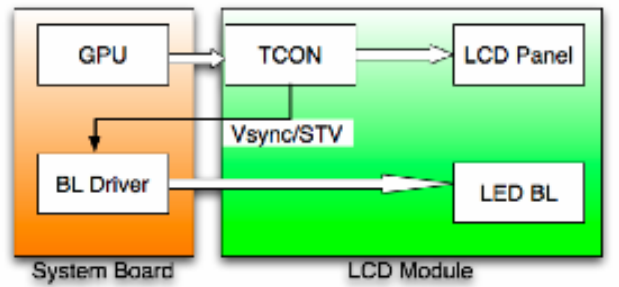 GPU
TCON
LCD Panel
Vsync/STV
BL Driver
LED BL
System Board
LCD Module